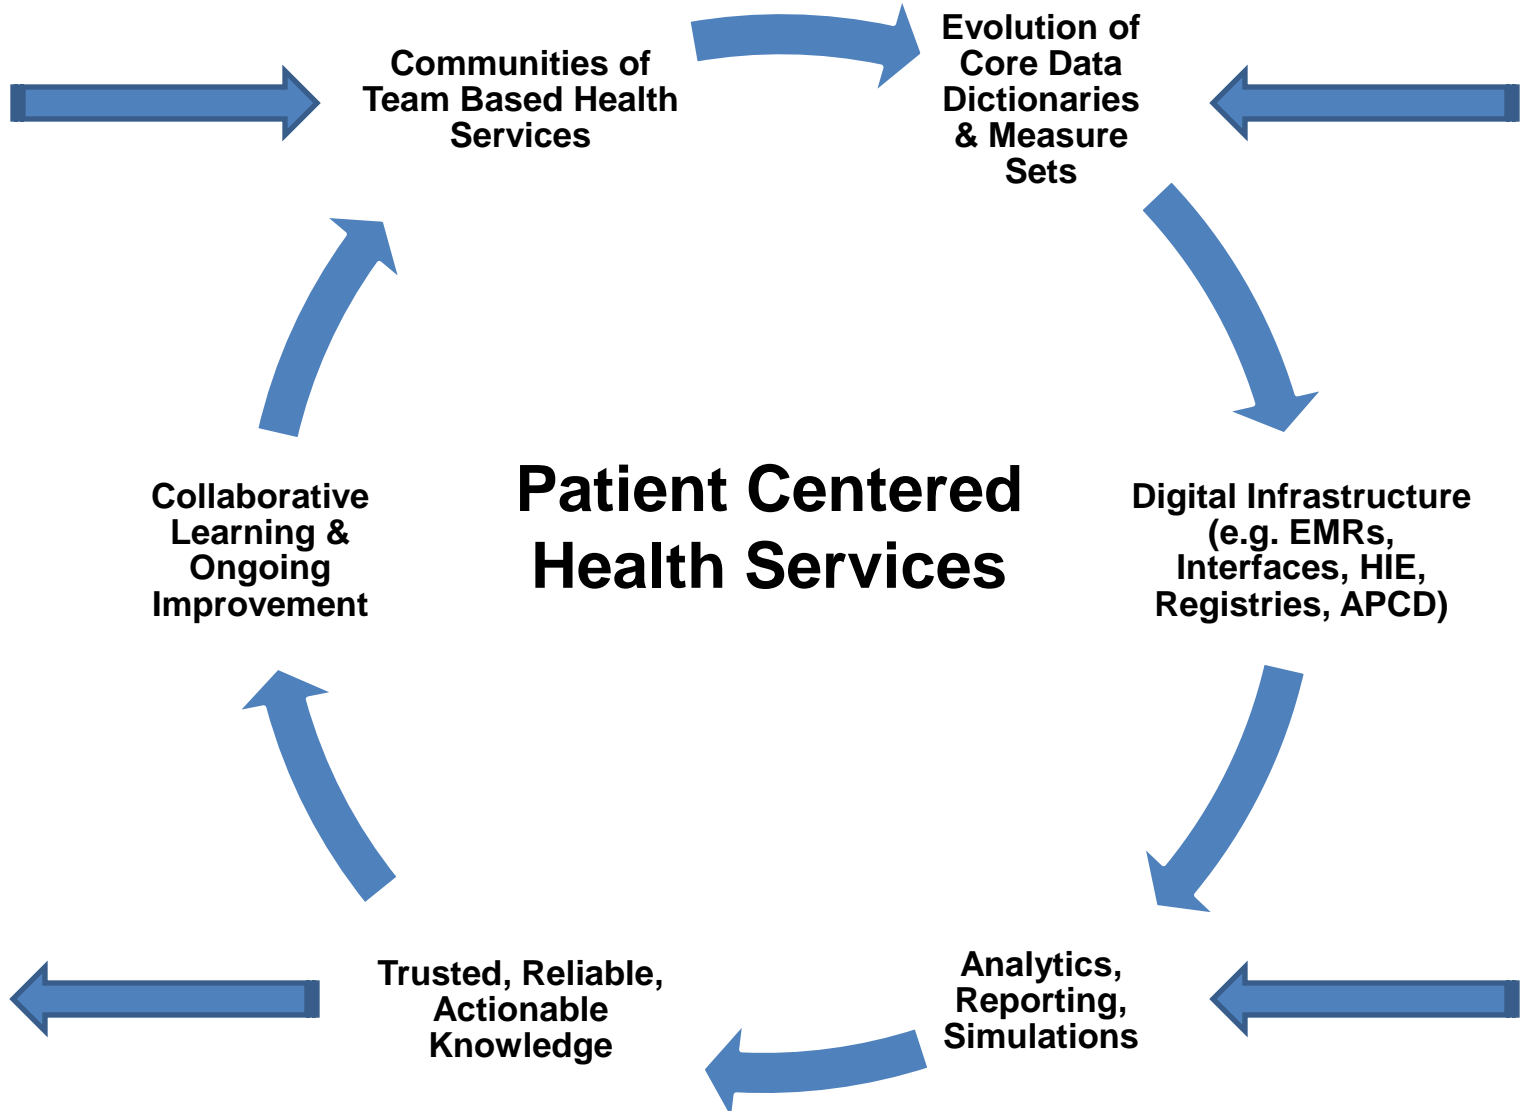 Communities of
Team Based Health
Services
Evolution of
Core Data
Dictionaries
& Measure
Sets
Digital Infrastructure
(e.g. EMRs,
Interfaces, HIE,
Registries, APCD)
Analytics,
Reporting,
Simulations
Trusted, Reliable,
Actionable
Knowledge
Collaborative
Learning &
Ongoing
Improvement
Patient Centered
Health Services